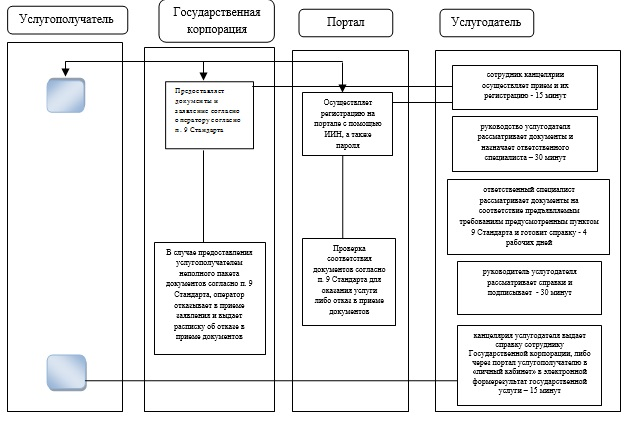 Услугополучатель
Государственная
корпорация
Портал
Услугодатель
Предоставляет
документы и
заявление согласно
оператору согласно
п. 9 Стандарта
В случае предоставления
услугополучателем
неполного пакета
документов согласно п. 9
Стандарта, оператор
отказывает в приеме
заявления и выдает
расписку об отказе в
приеме документов
Осуществляет
регистрацию на
портале с помощью
ИИН, а также
пароля
Проверка
соответствия
документов согласно
п. 9 Стандарта для
оказания услуги
либо отказ в приеме
документов
сотрудник канцелярии
осуществляет прием и их
регистрацию - 15 минут
руководство услугодателя
рассматривает документы и
назначает ответственного
специалиста – 30 минут
ответственный специалист
рассматривает документы на
соответствие предъявляемым
требованиям предусмотренным пунктом
9 Стандарта и готовит справку - 4
рабочих дней
руководитель услугодателя
рассматривает справки и
подписывает - 30 минут
канцелярия услугодателя выдает
справку сотруднику
Государственной корпорации, либо
через портал услугополучателю в
«личный кабинет» в электронной
формерезультат государственной
услуги – 15 минут